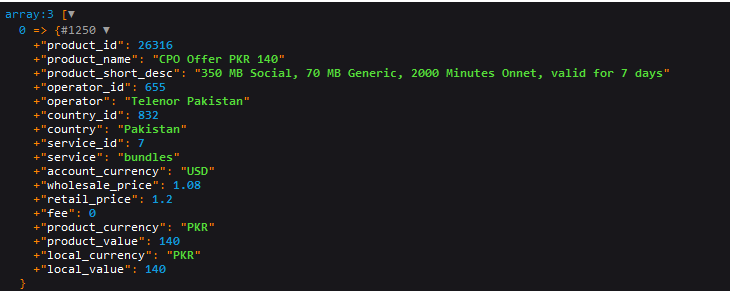 array:3 [▼
  0 => {#1250 ▼
    +"product_id": 26316
    +"product_name": "CPO Offer PKR 140"
    +"product_short_desc": "350 MB Social, 70 MB Generic, 2000 Minutes Onnet, valid for 7 days"
    +"operator_id": 655
    +"operator": "Telenor Pakistan"
    +"country_id": 832
    +"country": "Pakistan"
    +"service_id": 7
    +"service": "bundles"
    +"account_currency": "USD"
    +"wholesale_price": 1.08
    +"retail_price": 1.2
    +"fee": 0
    +"product_currency": "PKR"
    +"product_value": 140
    +"local_currency": "PKR"
    +"local_value": 140
  }